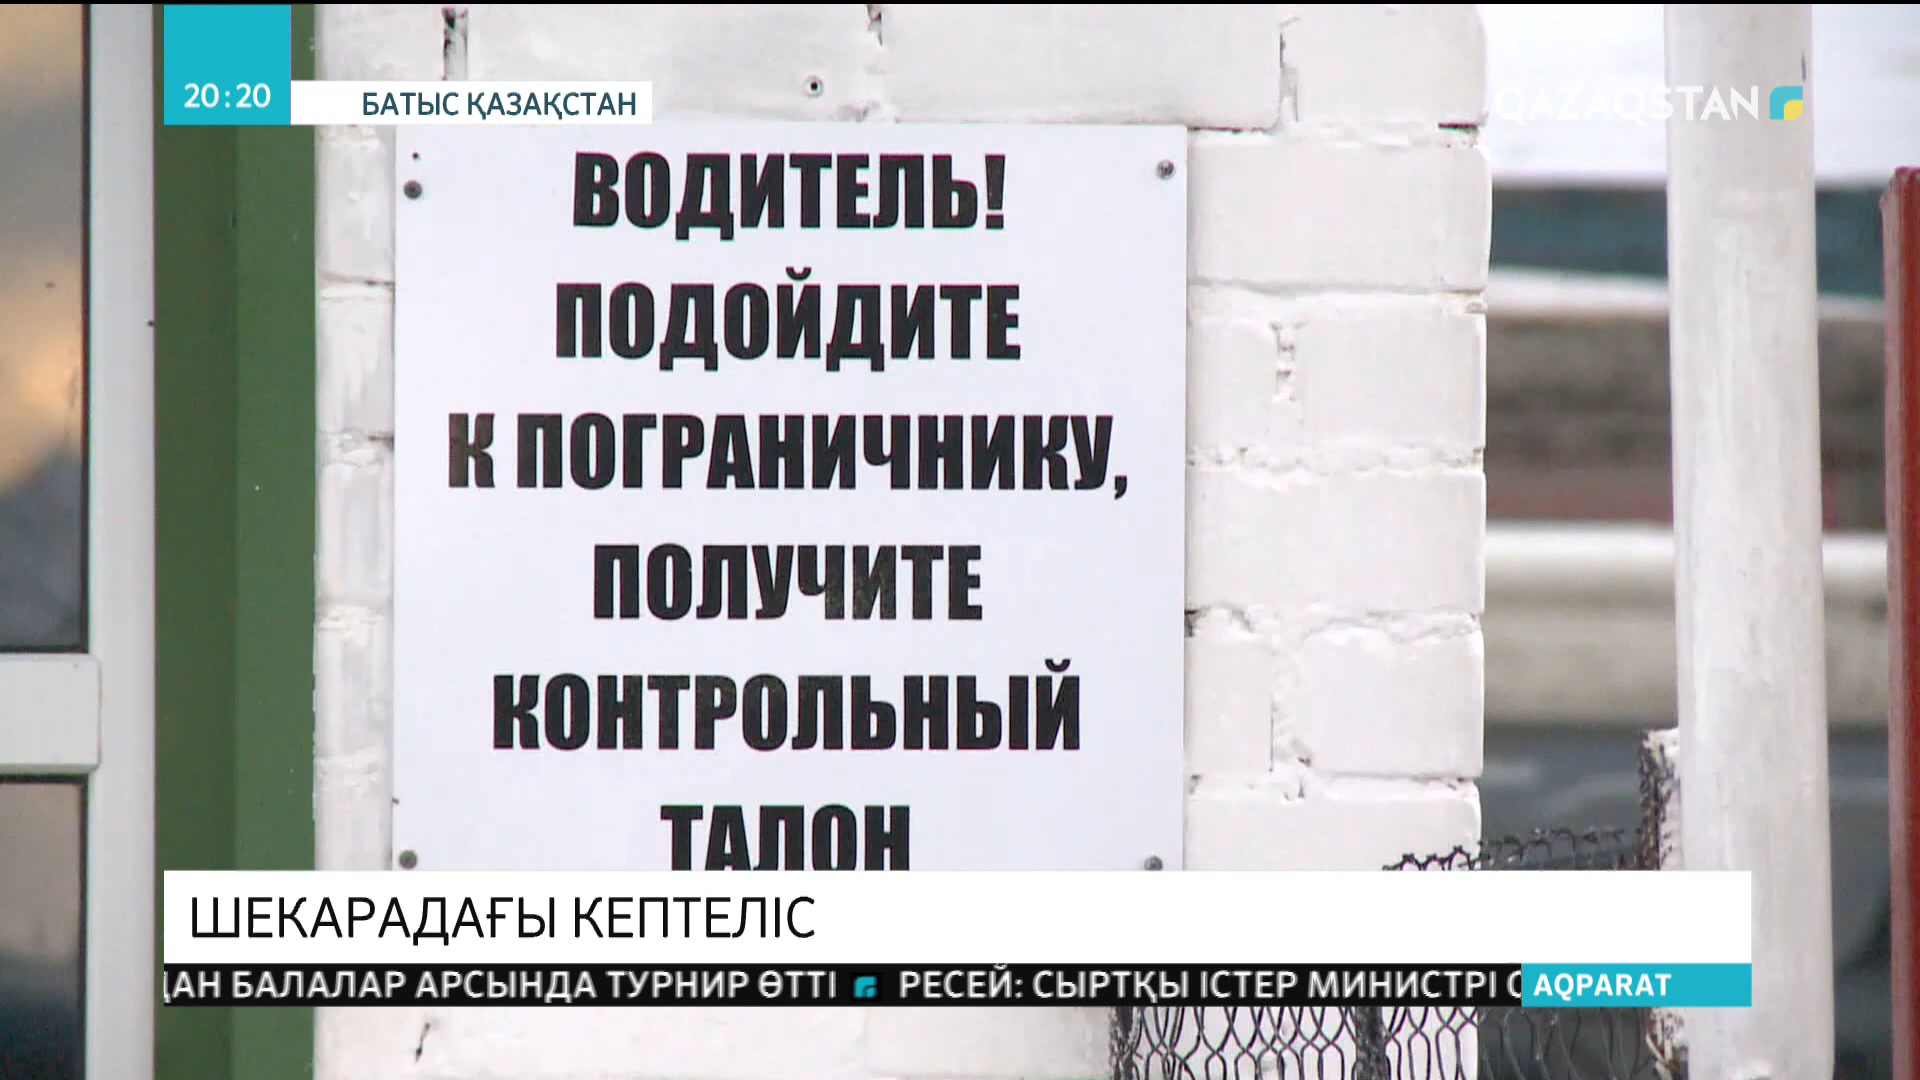 20:20
БАТЫС ҚАЗАҚСТАН
QAZAQSTAN
ВОДИТЕЛЬ!
ПОДОЙДИТЕ
К ПОГРАНИЧНИКУ,
ПОЛУЧИТЕ
КОНТРОЛЬНЫЙ
ТАЛОН
ШЕКАРАДАҒЫ КЕПТЕЛІС
БАЛАЛАР АРСЫНДА ТУРНИР ӨТТІ РЕСЕЙ: СЫРТҚЫ ІСТЕР МИНИСТРІ
AQPARAT